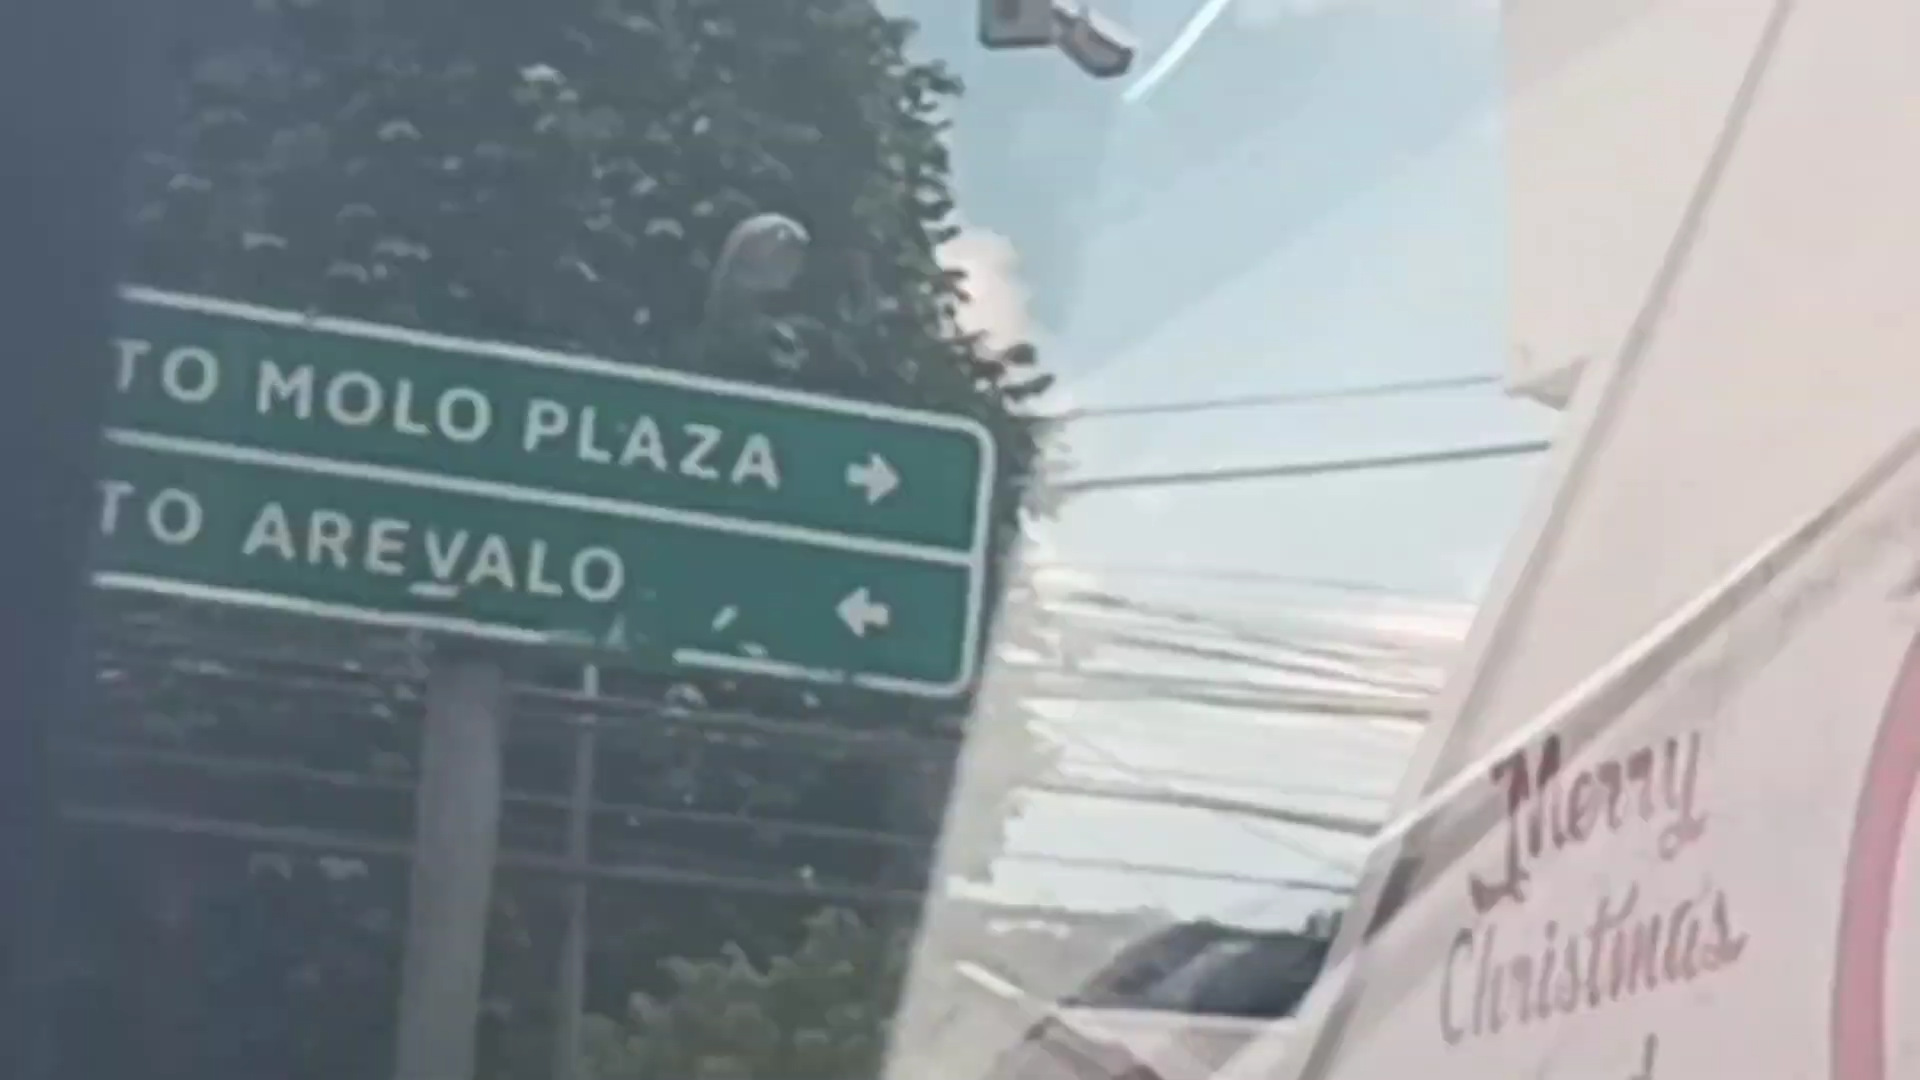 TO MOLO PLAZA →
TO AREVALO ←
Merry
Christmas